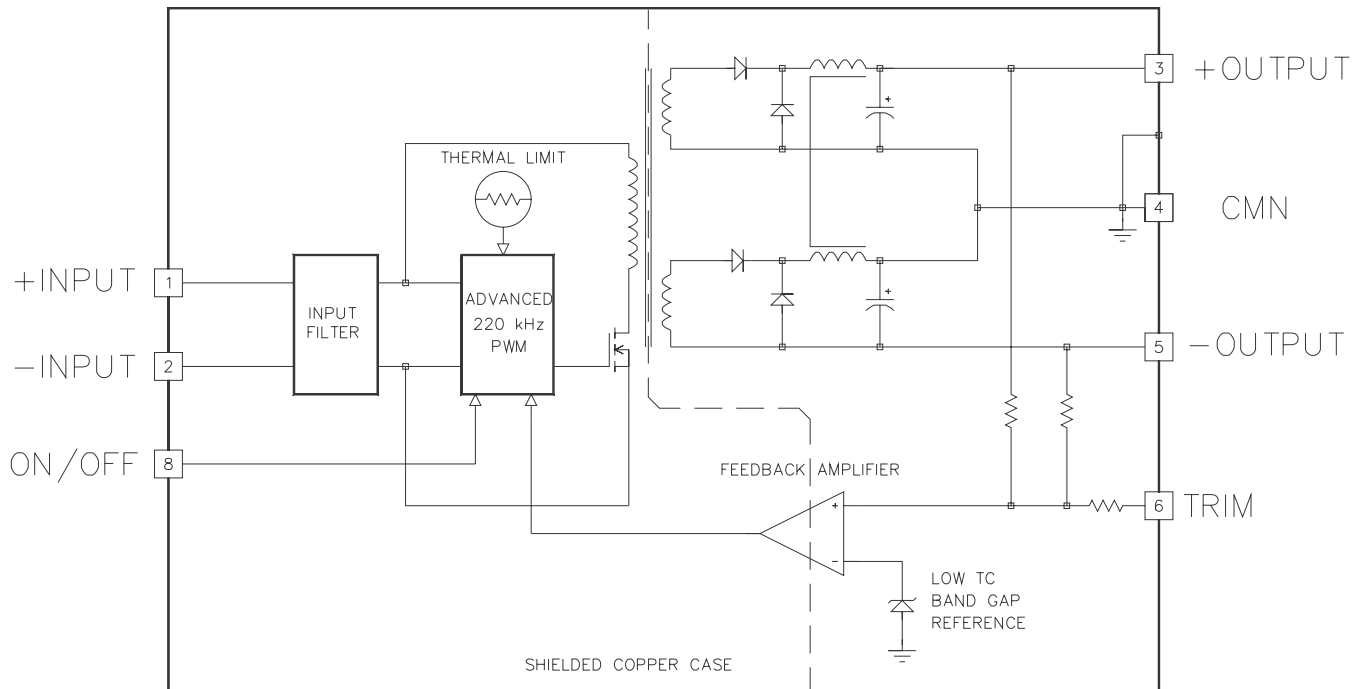 3 +OUTPUT
THERMAL LIMIT
4 CMN
+INPUT 1
INPUT
FILTER
ADVANCED
220 kHz
PWM
-INPUT 2
5 -OUTPUT
ON/OFF 8
FEEDBACK AMPLIFIER
6 TRIM
+
-
+
+
LOW TC
BAND GAP
REFERENCE
SHIELDED COPPER CASE